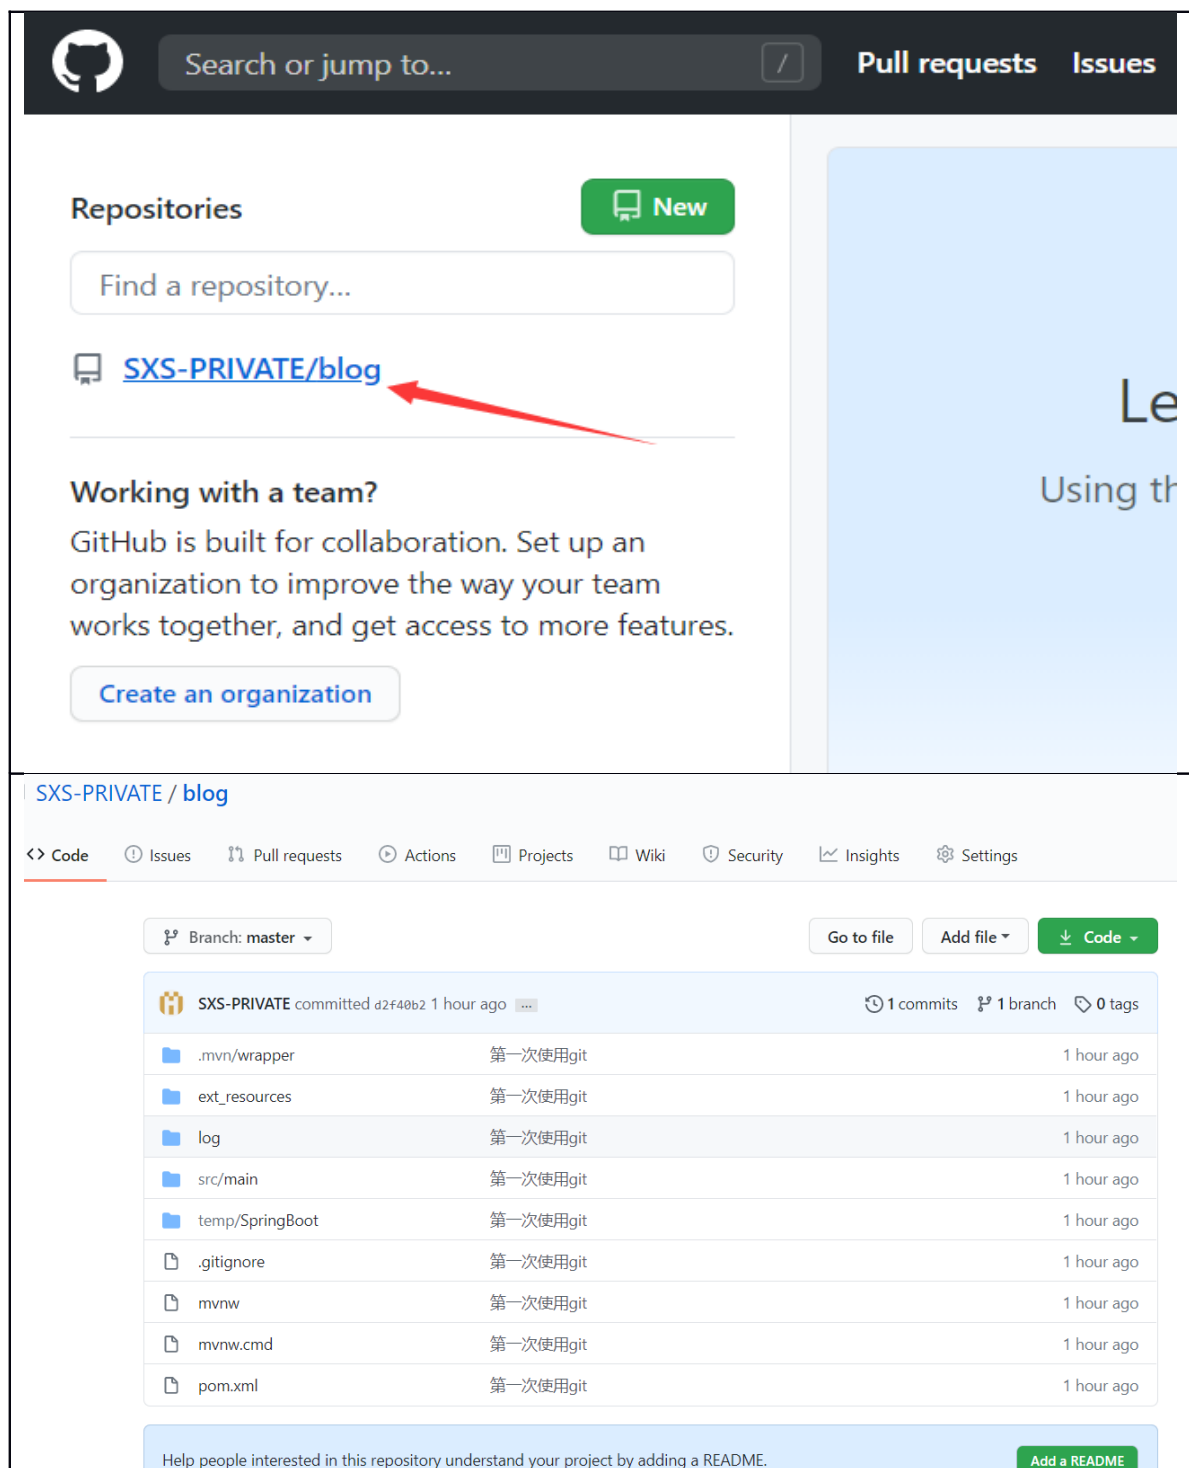 Search or jump to... / Pull requests Issues
Repositories New
Find a repository...
SXS-PRIVATE/blog
Le
Using th
Working with a team?
GitHub is built for collaboration. Set up an
organization to improve the way your team
works together, and get access to more features.
Create an organization
SXS-PRIVATE / blog
<> Code Issues Pull requests Actions Projects Wiki Security Insights Settings
Branch: master Go to file Add file Code
SXS-PRIVATE committed d2f40b2 1 hour ago ... 1 commits 1 branch 0 tags
.mvn/wrapper 第一次使用git 1 hour ago
ext_resources 第一次使用git 1 hour ago
log 第一次使用git 1 hour ago
src/main 第一次使用git 1 hour ago
temp/SpringBoot 第一次使用git 1 hour ago
.gitignore 第一次使用git 1 hour ago
mvnw 第一次使用git 1 hour ago
mvnw.cmd 第一次使用git 1 hour ago
pom.xml 第一次使用git 1 hour ago
Help people interested in this repository understand your project by adding a README. Add a README